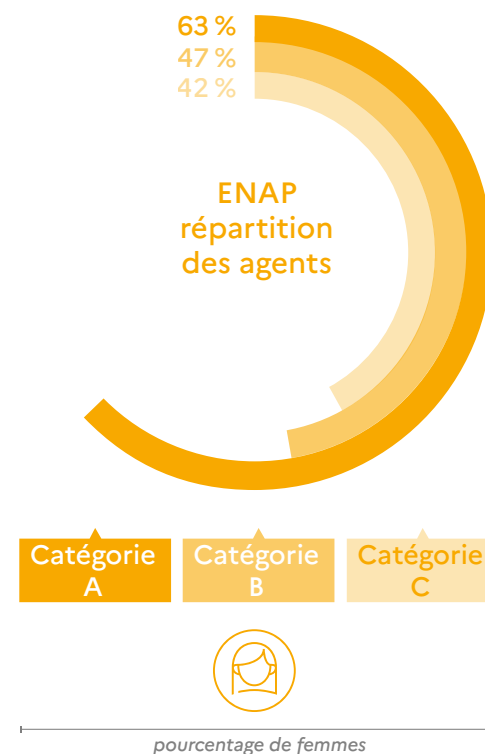 63 %
47 %
42 %
ENAP
répartition
des agents
Catégorie
A
Catégorie
B
Catégorie
C
pourcentage de femmes